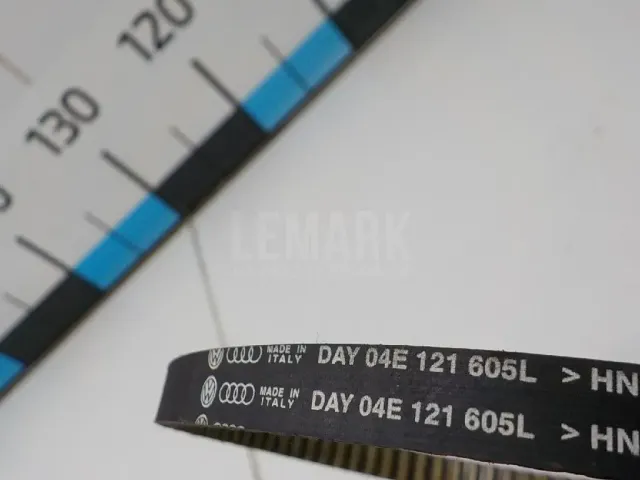 120
130
LEMARK
MADE IN
ITALY
DAY 04E 121 605L > HN
MADE IN
ITALY
DAY 04E 121 605L > HN